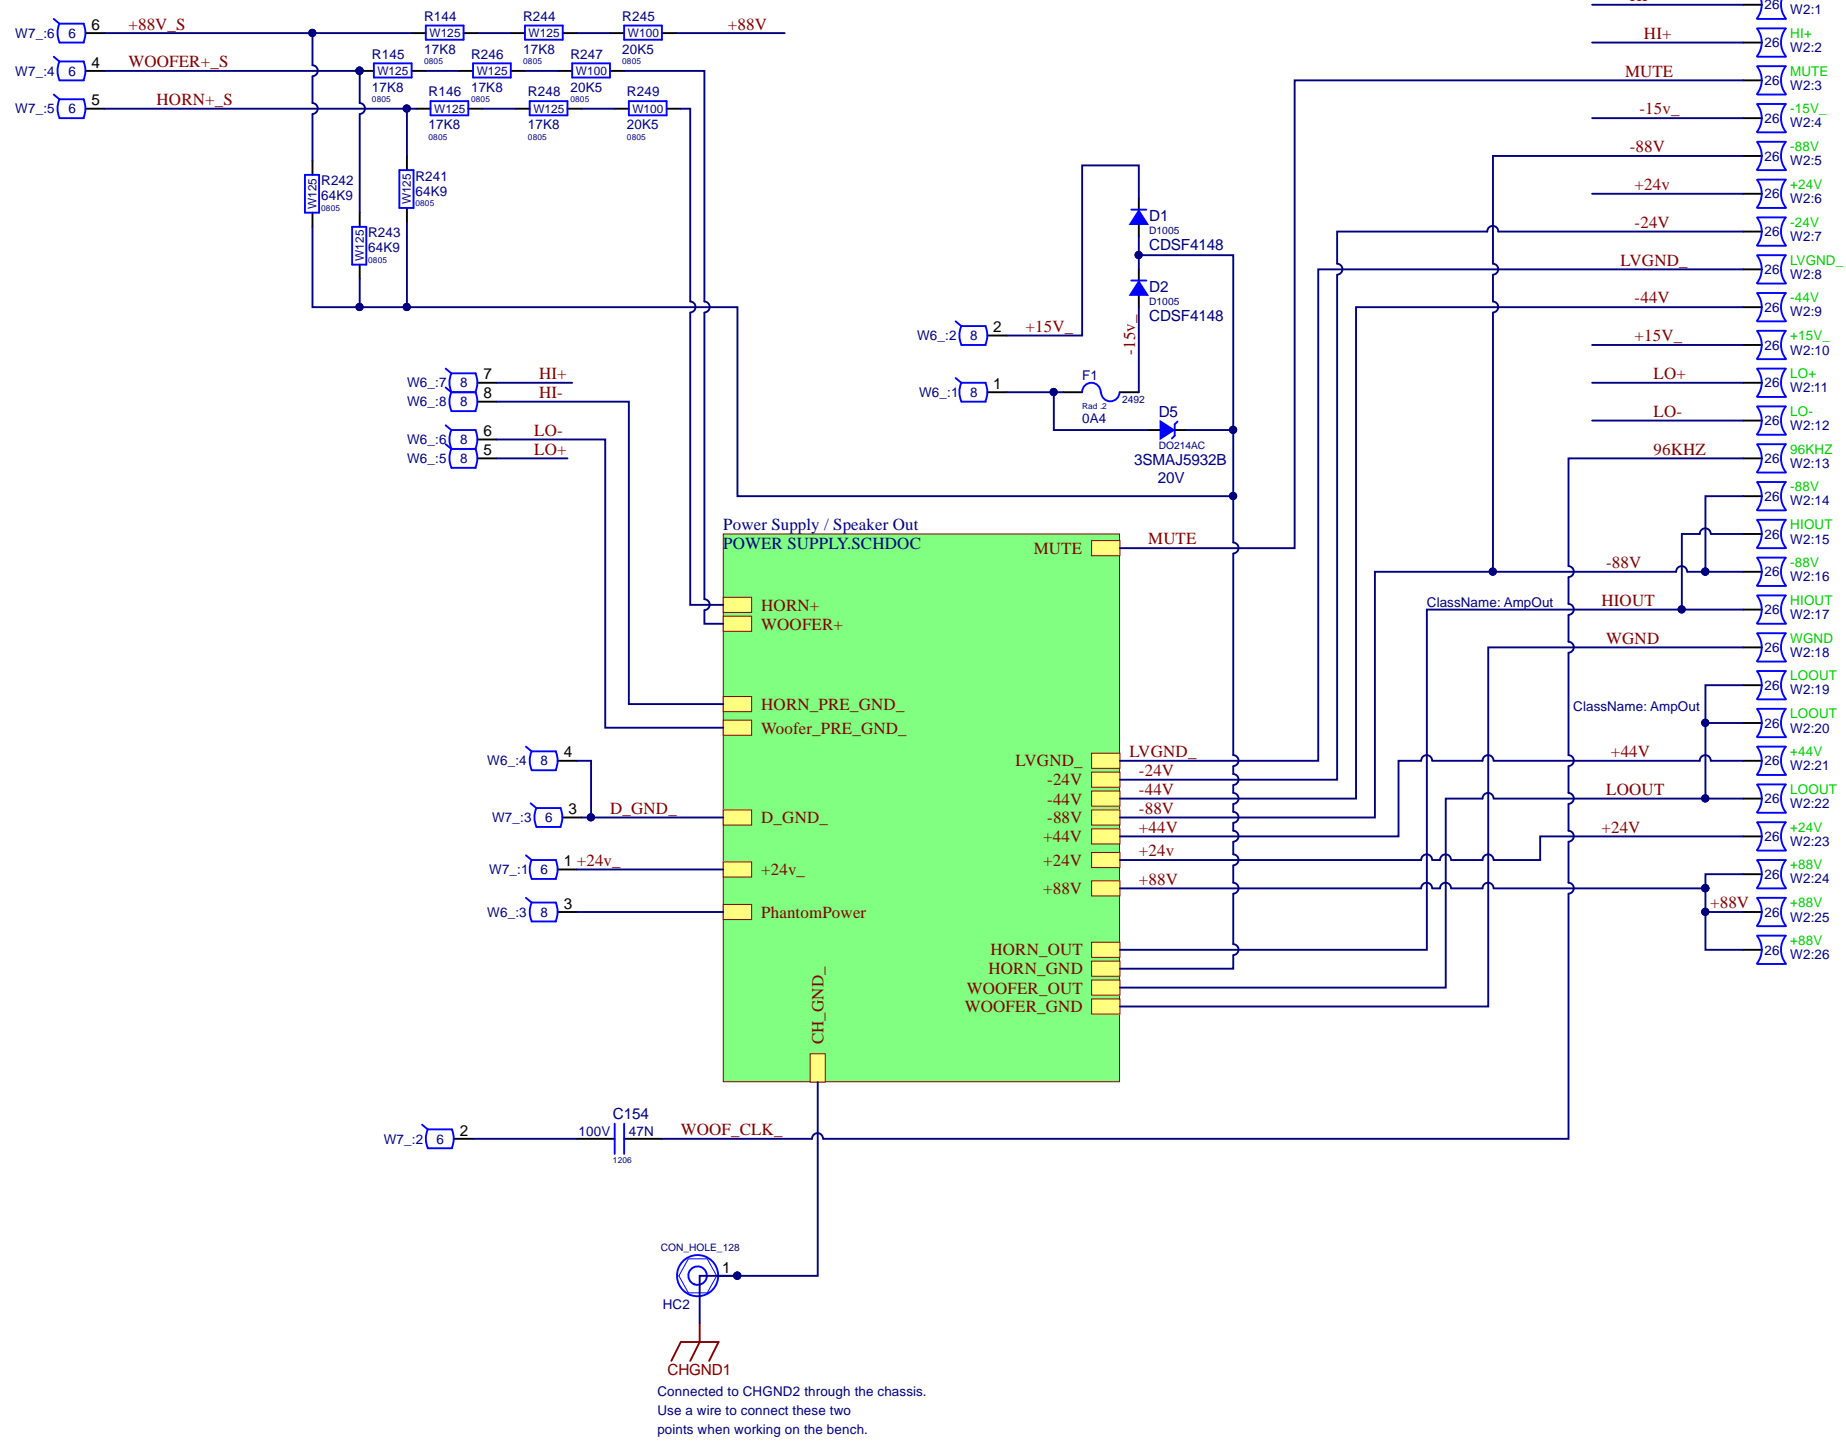 W7_:6 6 6 +88V_S
R144 W125 17K8 0805
R244 W125 17K8 0805
R245 W100 20K5 0805
+88V
W7_:4 6 4 WOOFER+_S
R145 W125 17K8 0805
R246 W125 17K8 0805
R247 W100 20K5 0805
W7_:5 6 5 HORN+_S
R146 W125 17K8 0805
R248 W125 17K8 0805
R249 W100 20K5 0805
R242 W125 64K9 0805
R243 W125 64K9 0805
R241 W125 64K9 0805
D1
D1005
CDSF4148
D2
D1005
CDSF4148
W6_:2 8 2 +15V_
-15v_
W6_:1 8 1
F1
Rad .2
2492
0A4
D5
DO214AC
3SMAJ5932B
20V
W6_:7 8 7 HI+
W6_:8 8 8 HI-
W6_:6 8 6 LO-
W6_:5 8 5 LO+
Power Supply / Speaker Out
POWER SUPPLY.SCHDOC
MUTE MUTE
HORN+
WOOFER+
HORN_PRE_GND_
Woofer_PRE_GND_
W6_:4 8 4
W7_:3 6 3 D_GND_ D_GND_
W7_:1 6 1 +24v_ +24v_
W6_:3 8 3 PhantomPower
LVGND_ LVGND_
-24V -24V
-44V -44V
-88V -88V
+44V +44V
+24V +24v
+88V +88V
HORN_OUT
HORN_GND
WOOFER_OUT
WOOFER_GND
CH_GND_
W7_:2 6 2
C154
100V 47N
1206
WOOF_CLK_
CON_HOLE_128
1
HC2
CHGND1
Connected to CHGND2 through the chassis.
Use a wire to connect these two
points when working on the bench.
26 W2:1
HI+ 26 HI+ W2:2
MUTE 26 MUTE W2:3
-15v_ 26 -15V_ W2:4
-88V 26 -88V W2:5
+24v 26 +24V W2:6
-24V 26 -24V W2:7
LVGND_ 26 LVGND_ W2:8
-44V 26 -44V W2:9
+15V_ 26 +15V_ W2:10
LO+ 26 LO+ W2:11
LO- 26 LO- W2:12
96KHZ 26 96KHZ W2:13
26 -88V W2:14
26 HIOUT W2:15
-88V 26 -88V W2:16
ClassName: AmpOut HIOUT 26 HIOUT W2:17
WGND 26 WGND W2:18
26 LOOUT W2:19
ClassName: AmpOut
26 LOOUT W2:20
+44V 26 +44V W2:21
LOOUT 26 LOOUT W2:22
+24V 26 +24V W2:23
26 +88V W2:24
+88V 26 +88V W2:25
26 +88V W2:26